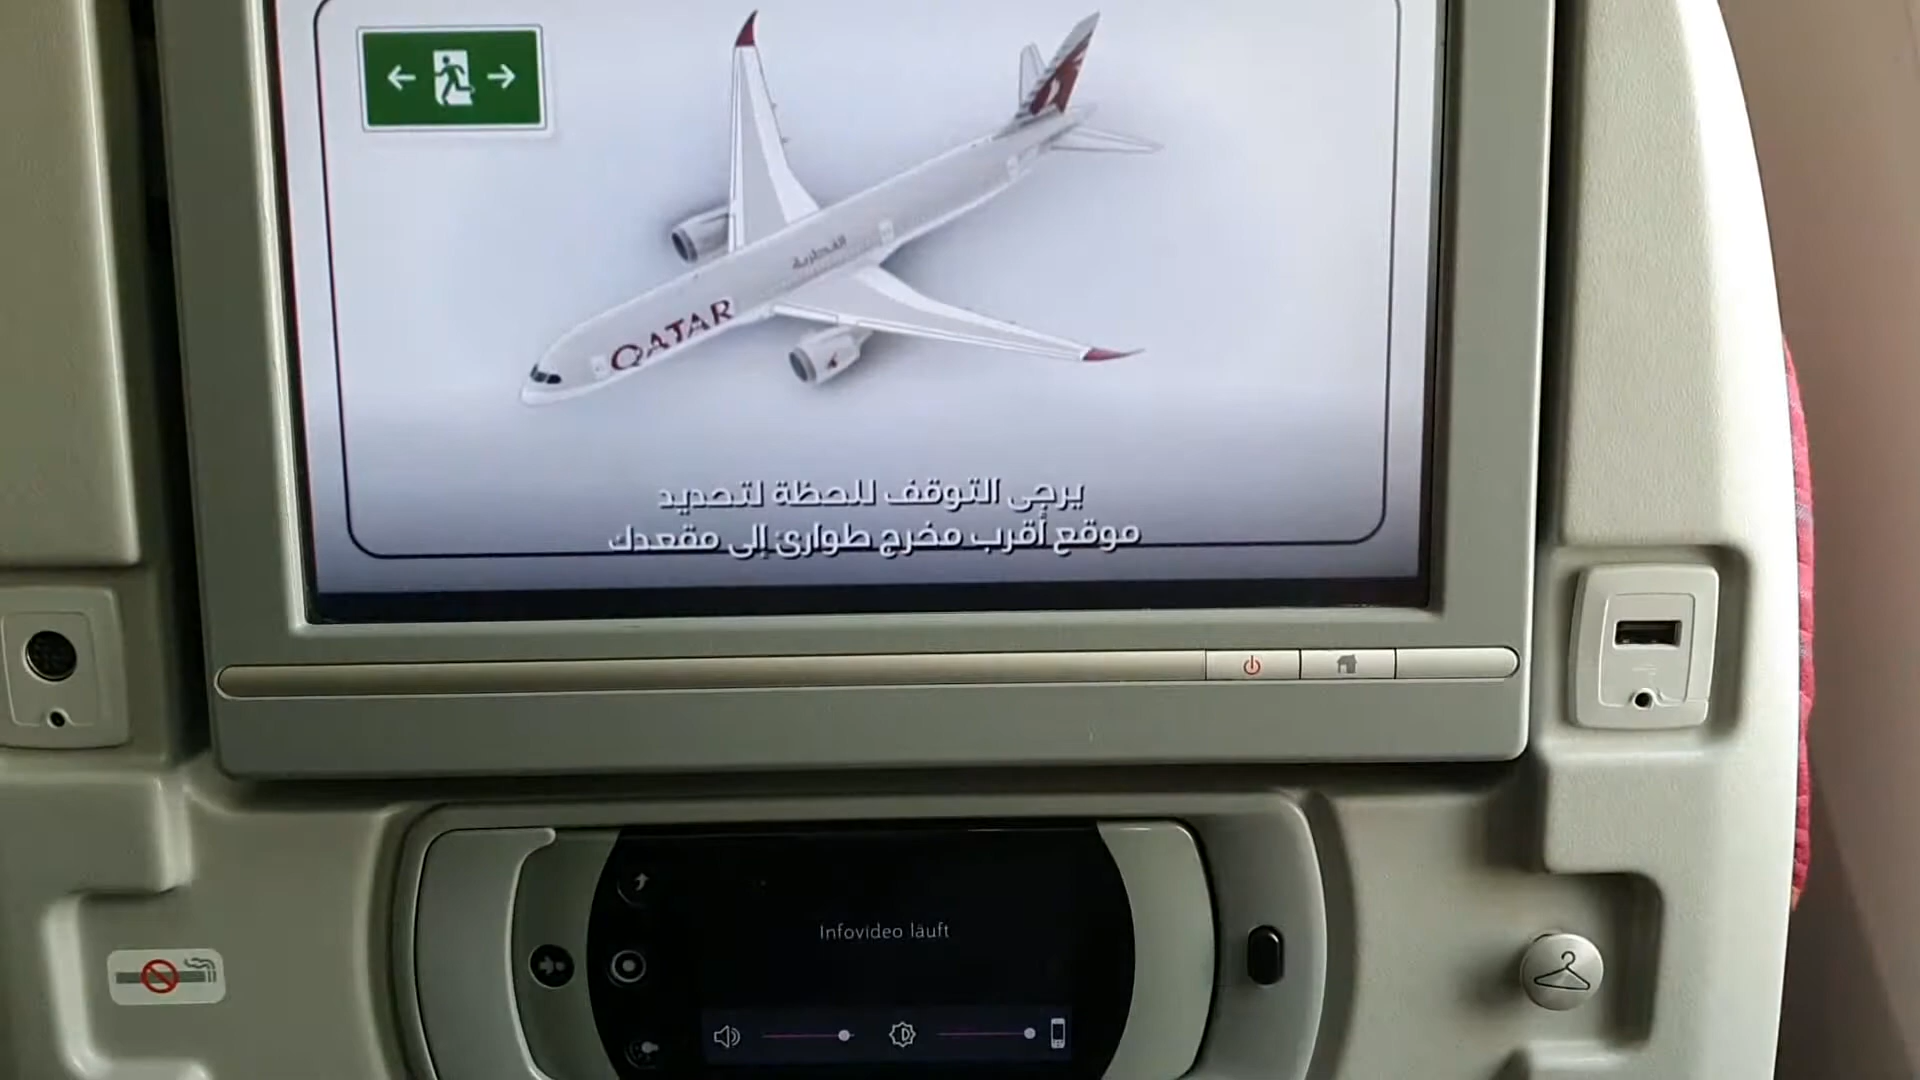 القطرية
QATAR
يرجى التوقف للحظة لتحديد
موقع أقرب مخرج طوارئ إلى مقعدك
Infovideo läuft